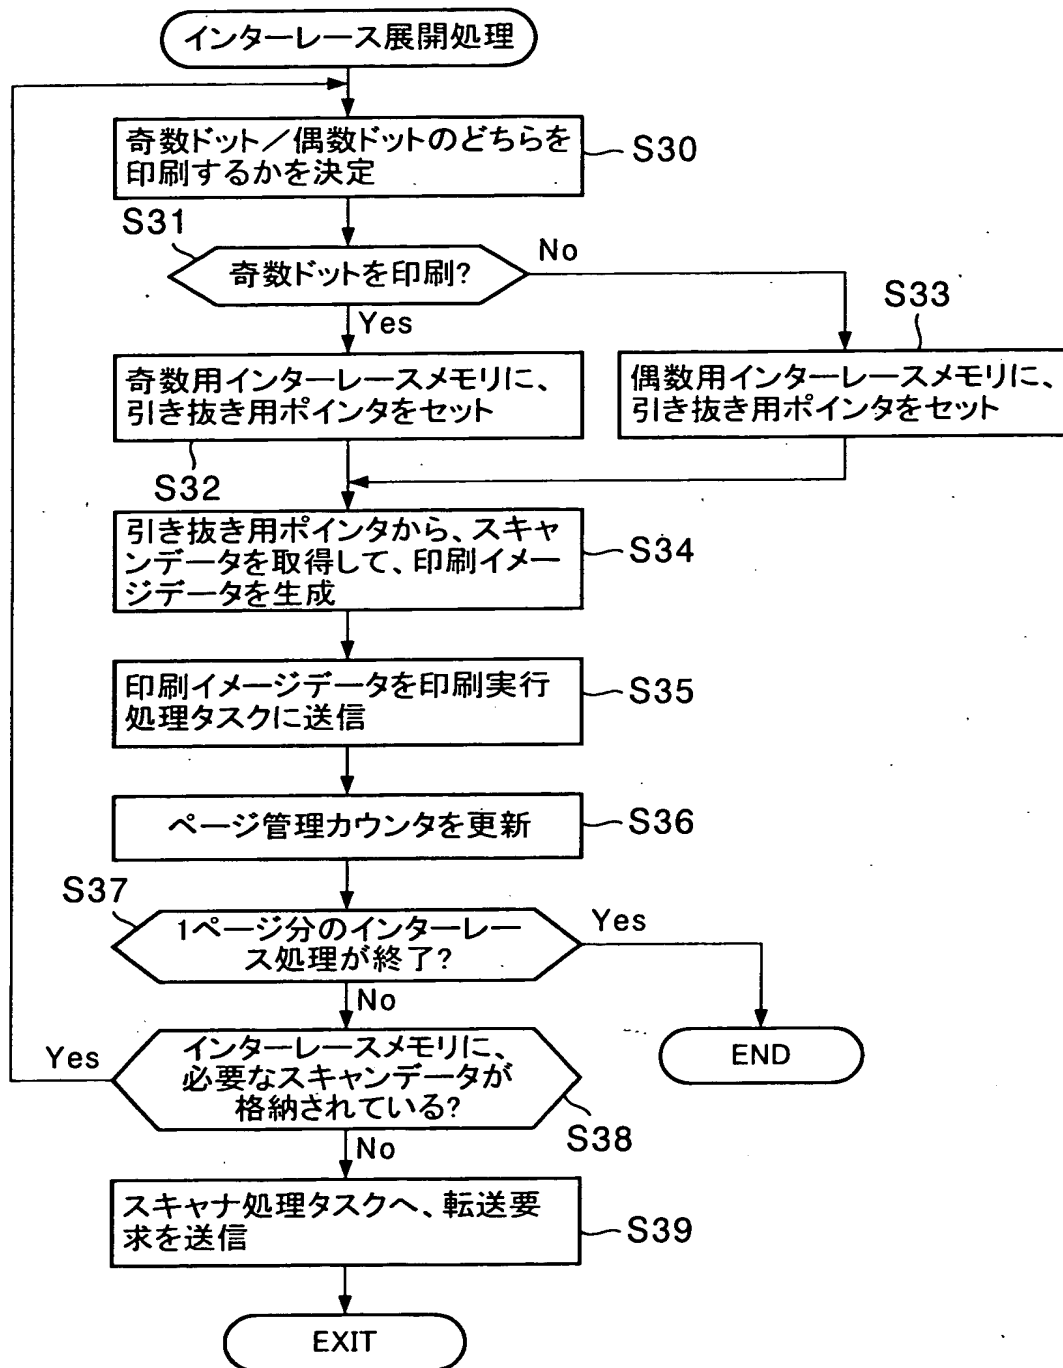 インターレース展開処理
奇数ドット／偶数ドットのどちらを
印刷するかを決定
S30
S31
奇数ドットを印刷?
No
Yes
S33
奇数用インターレースメモリに、
引き抜き用ポインタをセット
偶数用インターレースメモリに、
引き抜き用ポインタをセット
S32
引き抜き用ポインタから、スキャ
ンデータを取得して、印刷イメー
ジデータを生成
S34
印刷イメージデータを印刷実行
処理タスクに送信
S35
ページ管理カウンタを更新
S36
S37
1ページ分のインターレー
ス処理が終了?
Yes
No
END
インターレースメモリに、
必要なスキャンデータが
格納されている?
Yes
S38
No
スキャナ処理タスクへ、転送要
求を送信
S39
EXIT